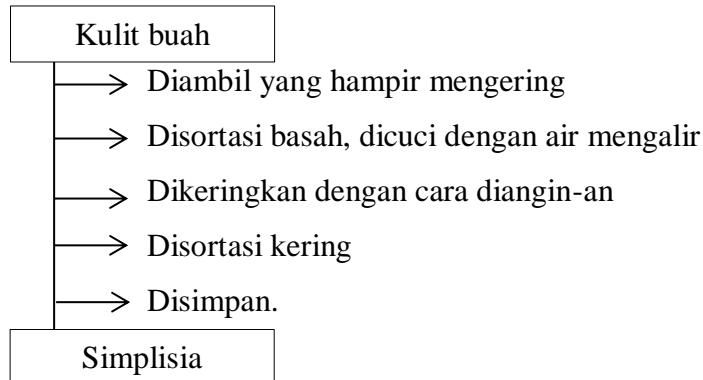 Kulit buah
Diambil yang hampir mengering
Disortasi basah, dicuci dengan air mengalir
Dikeringkan dengan cara diangin-an
Disortasi kering
Disimpan.
Simplisia